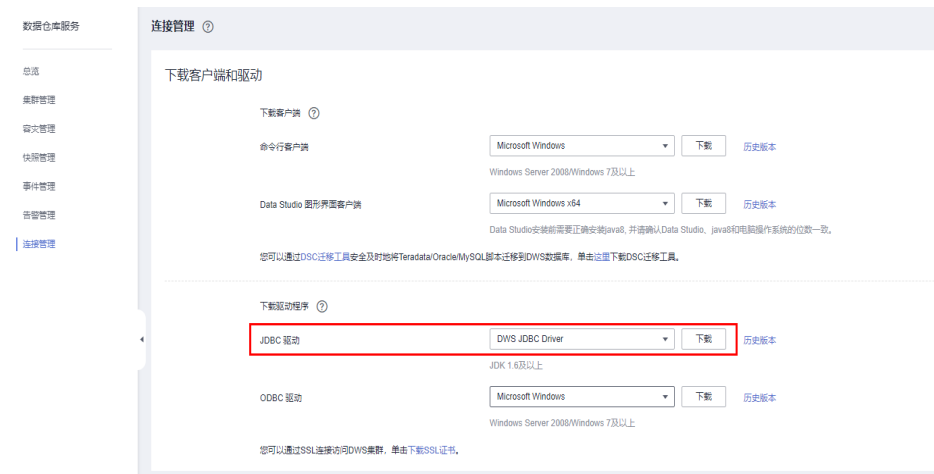 数据仓库服务
总览
集群管理
容灾管理
快照管理
事件管理
告警管理
连接管理
连接管理 ?
下载客户端和驱动
下载客户端 ?
命令行客户端 Microsoft Windows 下载 历史版本
Windows Server 2008/Windows 7及以上
Data Studio 图形界面客户端 Microsoft Windows x64 下载 历史版本
Data Studio安装前需要正确安装java8, 并请确认Data Studio、java8和电脑操作系统的位数一致。
您可以通过DSC迁移工具安全及时地将Teradata/Oracle/MySQL脚本迁移到DWS数据库，单击这里下载DSC迁移工具。
下载驱动程序 ?
JDBC 驱动 DWS JDBC Driver 下载 历史版本
JDK 1.6及以上
ODBC 驱动 Microsoft Windows 下载 历史版本
Windows Server 2008/Windows 7及以上
您可以通过SSL连接访问DWS集群，单击下载SSL证书。